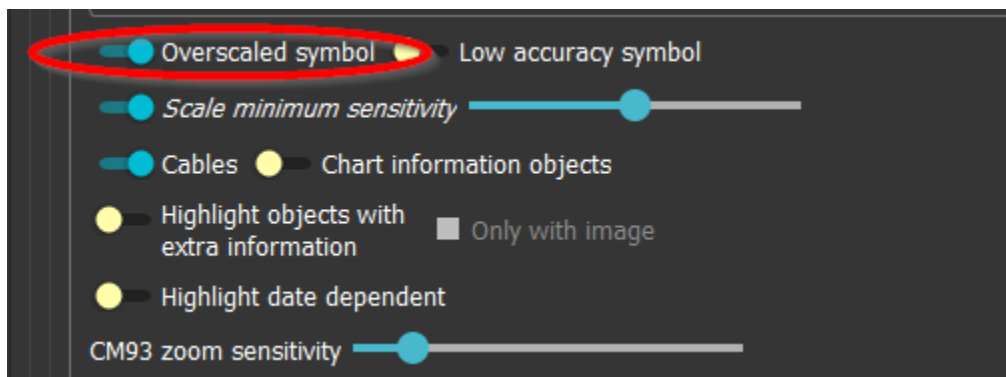 Overscaled symbol Low accuracy symbol
Scale minimum sensitivity
Cables Chart information objects
Highlight objects with
extra information
Only with image
Highlight date dependent
CM93 zoom sensitivity